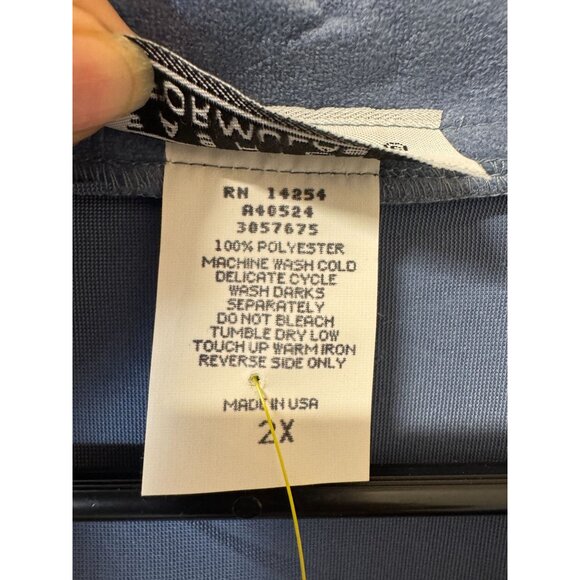 RN 14254
A40524
3057675
100% POLYESTER
MACHINE WASH COLD
DELICATE CYCLE
WASH DARKS
SEPARATELY
DO NOT BLEACH
TUMBLE DRY LOW
TOUCH UP WARM IRON
REVERSE SIDE ONLY
MADE IN USA
2X